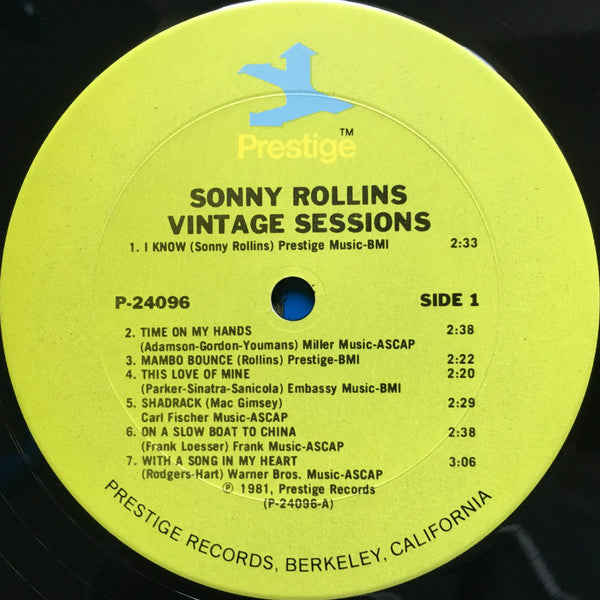 Prestige™
SONNY ROLLINS
VINTAGE SESSIONS
1. I KNOW (Sonny Rollins) Prestige Music-BMI 2:33
P-24096 SIDE 1
2. TIME ON MY HANDS 2:38
(Adamson-Gordon-Youmans) Miller Music-ASCAP
3. MAMBO BOUNCE (Rollins) Prestige-BMI 2:22
4. THIS LOVE OF MINE 2:20
(Parker-Sinatra-Sanicola) Embassy Music-BMI
5. SHADRACK (Mac Gimsey) 2:29
Carl Fischer Music-ASCAP
6. ON A SLOW BOAT TO CHINA 2:38
(Frank Loesser) Frank Music-ASCAP
7. WITH A SONG IN MY HEART 3:06
(Rodgers-Hart) Warner Bros. Music-ASCAP
℗ 1981, Prestige Records
(P-24096-A)
PRESTIGE RECORDS, BERKELEY, CALIFORNIA